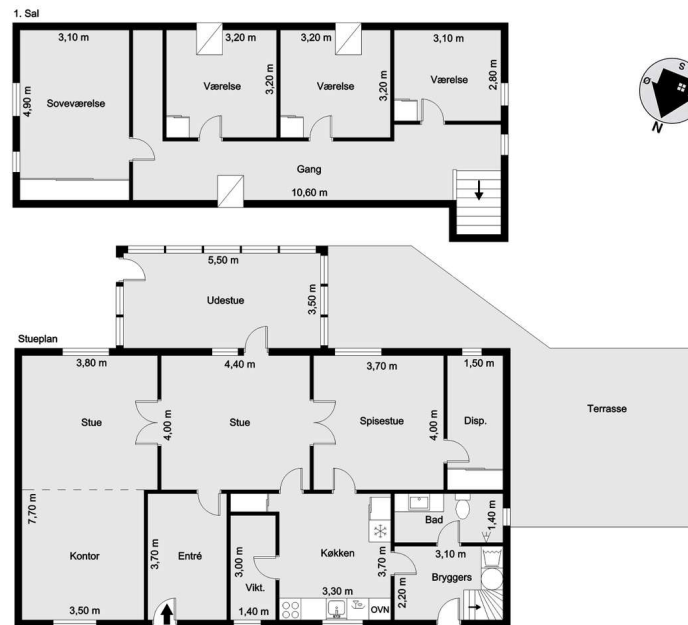 1. Sal
3,10 m
3,20 m
3,20 m
3,10 m
4,90 m
Soveværelse
Værelse
3,20 m
Værelse
3,20 m
Værelse
2,80 m
Gang
10,60 m
S
Ø
N
5,50 m
Udestue
3,50 m
Stueplan
3,80 m
4,40 m
3,70 m
1,50 m
Stue
4,00 m
Stue
Spisestue
4,00 m
Disp.
Terrasse
7,70 m
Kontor
3,70 m
Entré
3,00 m
Vikt.
Køkken
3,70 m
Bad
1,40 m
3,10 m
2,20 m
Bryggers
3,50 m
1,40 m
3,30 m
OVN